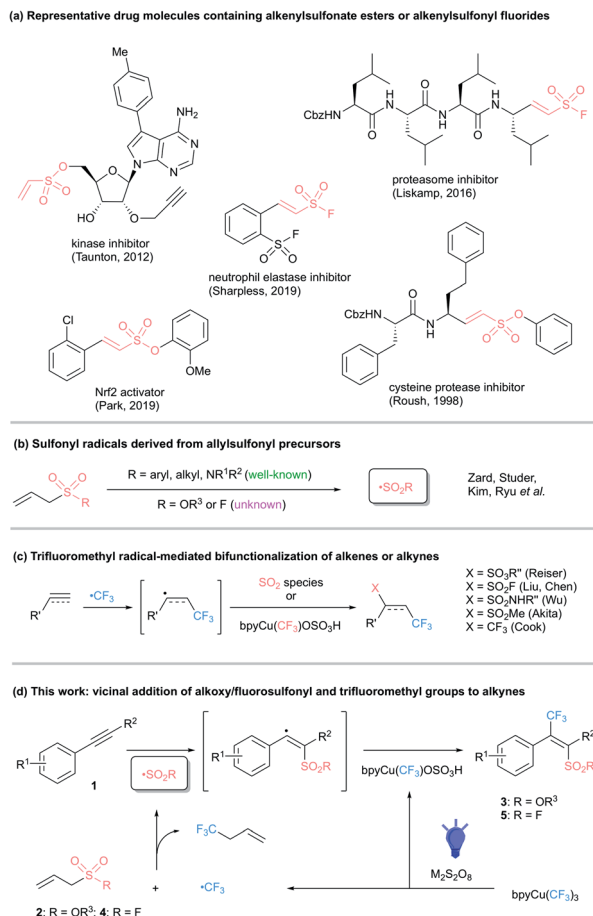 (a) Representative drug molecules containing alkenylsulfonate esters or alkenylsulfonyl fluorides
Me
NH2
N
N
N
O
S
O
O
O
HO
O
kinase inhibitor
(Taunton, 2012)
CbzHN
O
H
N
N
H
O
O
H
N
O
O
S
F
proteasome inhibitor
(Liskamp, 2016)
O
O
S
F
F
S
O
O
neutrophil elastase inhibitor
(Sharpless, 2019)
Cl
O
O
S
O
OMe
Nrf2 activator
(Park, 2019)
CbzHN
O
N
H
S
O
O
O
cysteine protease inhibitor
(Roush, 1998)
(b) Sulfonyl radicals derived from allylsulfonyl precursors
O
O
S
R
R = aryl, alkyl, NR1R2 (well-known)
R = OR3 or F (unknown)
•SO2R
Zard, Studer,
Kim, Ryu et al.
(c) Trifluoromethyl radical-mediated bifunctionalization of alkenes or alkynes
R'
•CF3
R'
CF3
SO2 species
or
bpyCu(CF3)OSO3H
X
R'
CF3
X = SO3R" (Reiser)
X = SO2F (Liu, Chen)
X = SO2NHR" (Wu)
X = SO2Me (Akita)
X = CF3 (Cook)
(d) This work: vicinal addition of alkoxy/fluorosulfonyl and trifluoromethyl groups to alkynes
R2
R1
1
•SO2R
R2
R1
SO2R
bpyCu(CF3)OSO3H
CF3
R2
R1
SO2R
3: R = OR3
5: R = F
F3C
M2S2O8
O
O
S
R
+
•CF3
bpyCu(CF3)3
2: R = OR3; 4: R = F